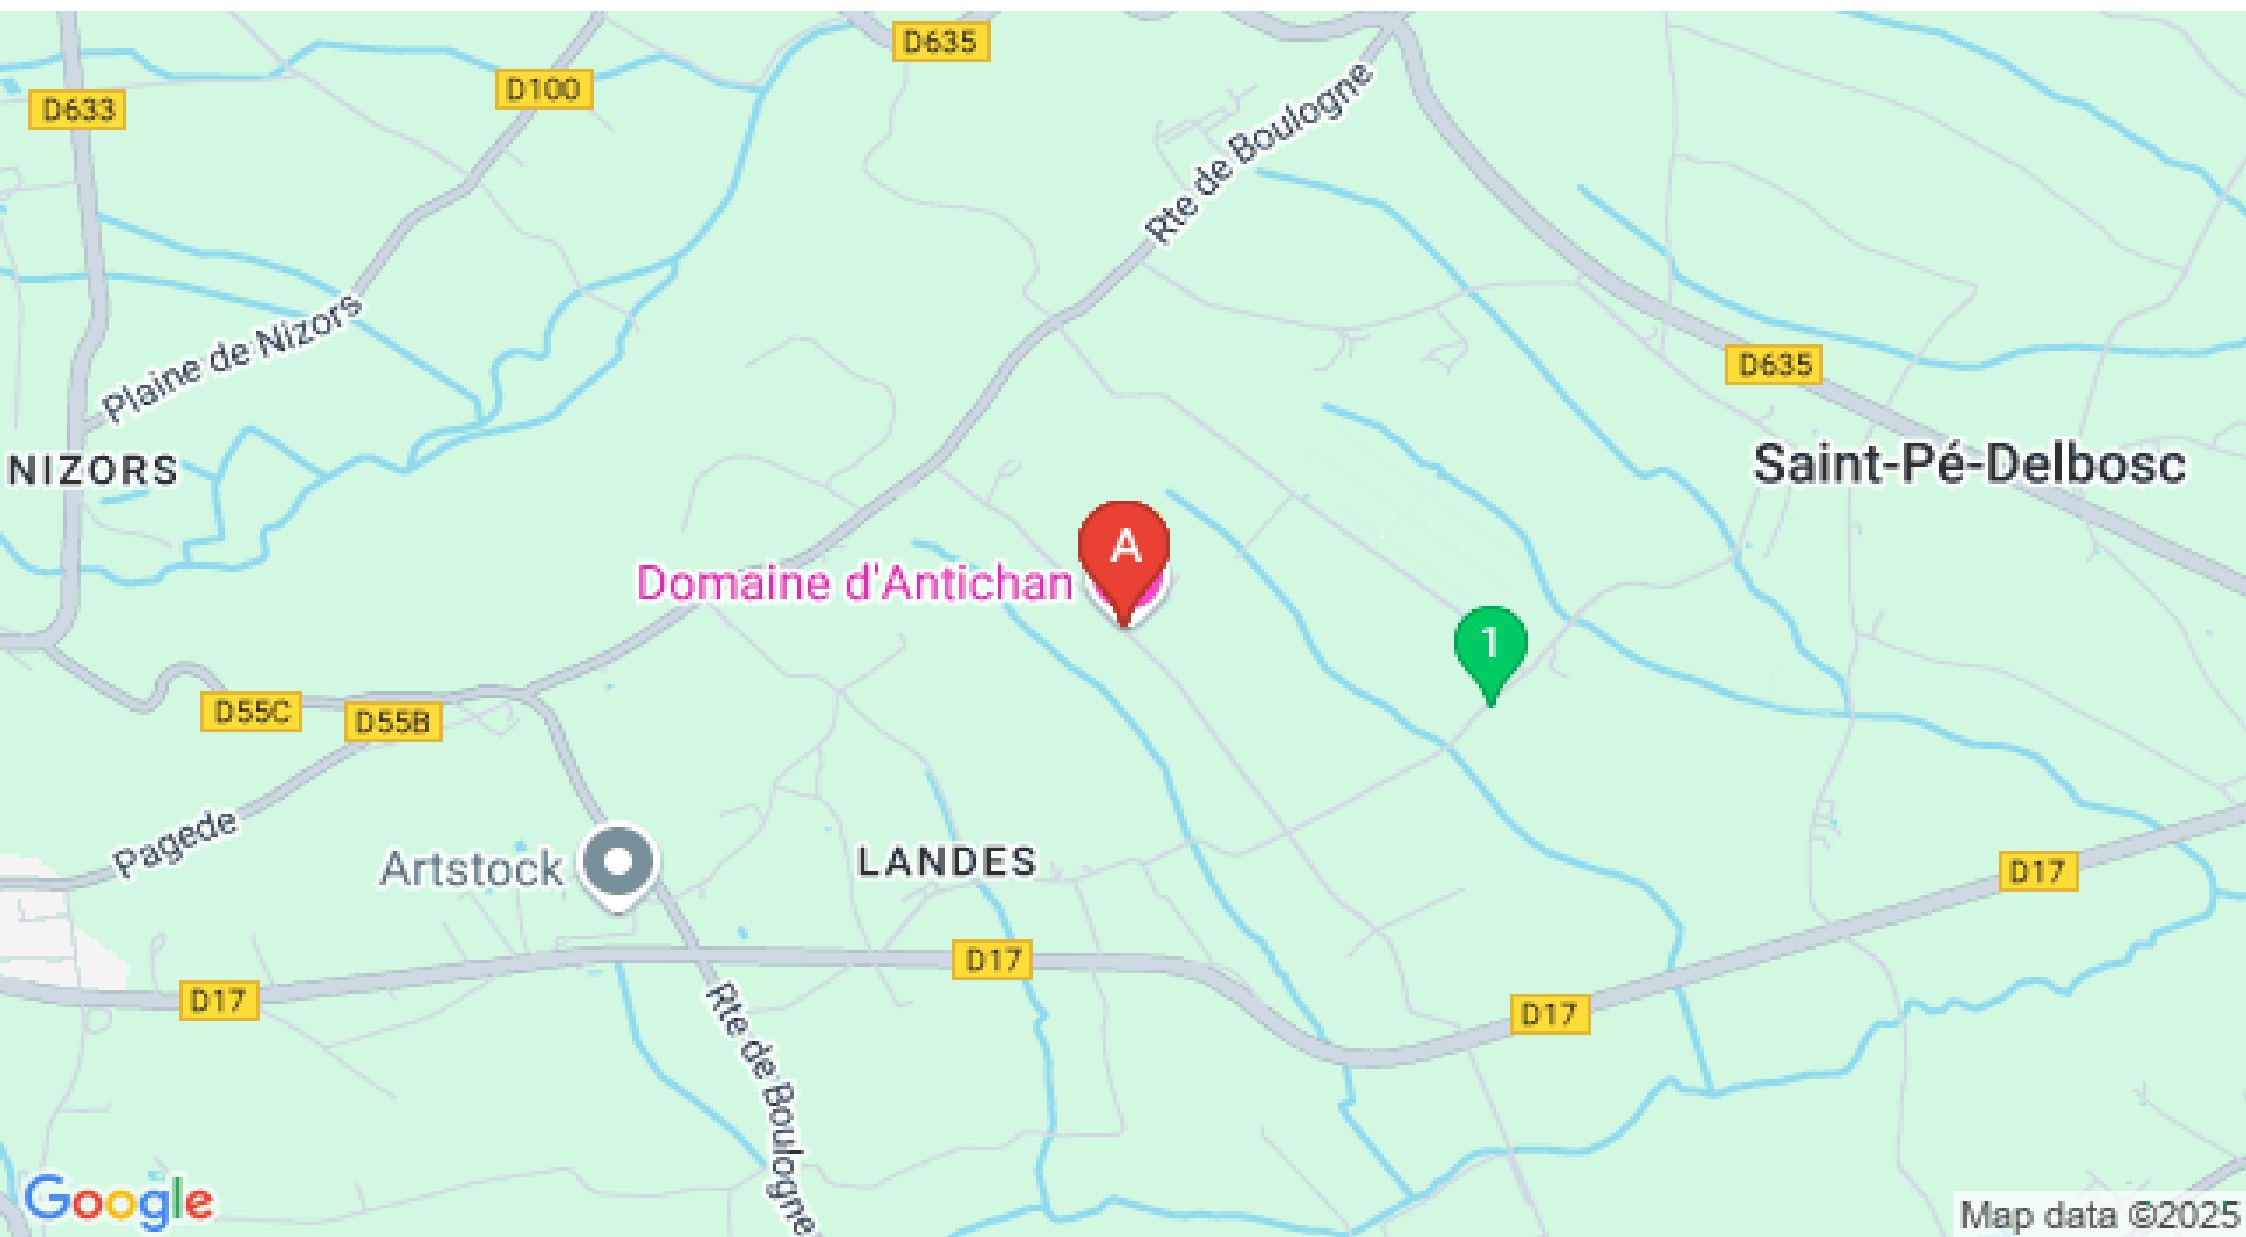 D635
D100
D633
Rte de Boulogne
Plaine de Nizors
D635
NIZORS
Saint-Pé-Delbosc
A
Domaine d'Antichan
1
D55C
D55B
Pagede
Artstock
LANDES
D17
D17
D17
D17
Rte de Boulogne
Google
Map data ©2025